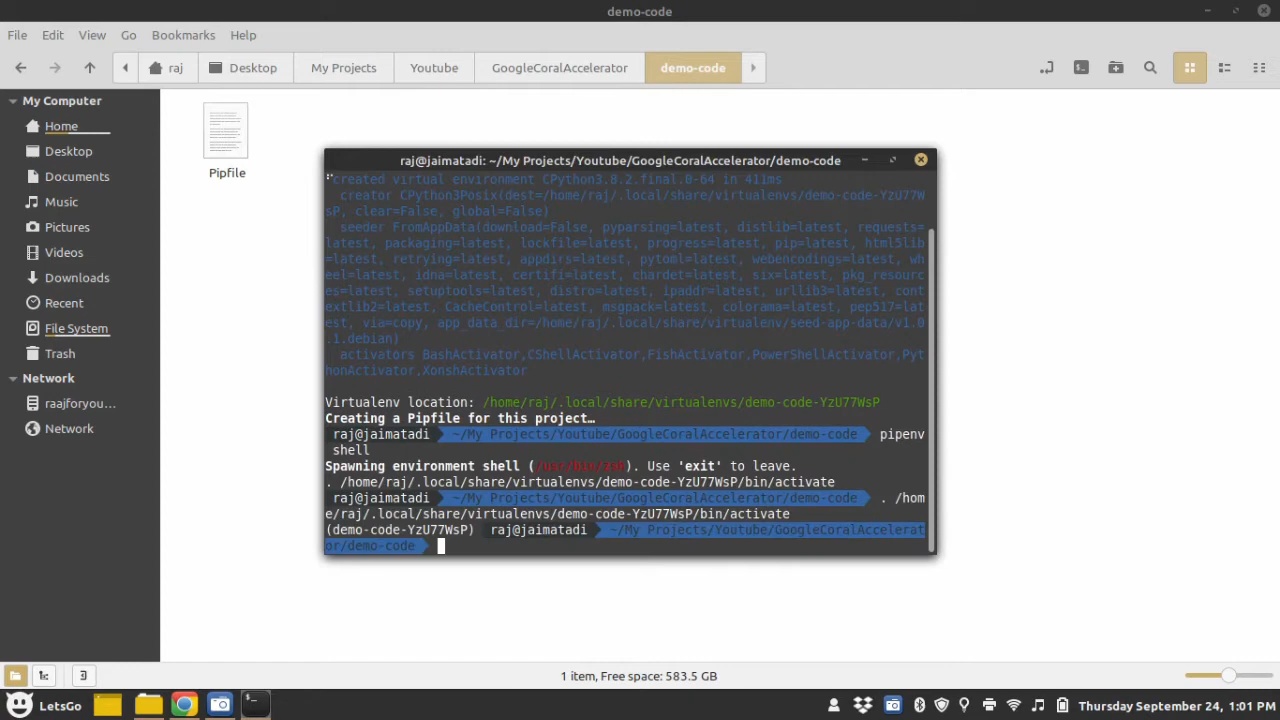 demo-code
File Edit View Go Bookmarks Help
raj Desktop My Projects Youtube GoogleCoralAccelerator demo-code
My Computer
Home
Desktop
Documents
Music
Pictures
Videos
Downloads
Recent
File System
Trash
Network
raajforyou...
Network
Pipfile
raj@jaimatadi: ~/My Projects/Youtube/GoogleCoralAccelerator/demo-code
created virtual environment CPython3.8.2.final.0-64 in 411ms
creator CPython3Posix(dest=/home/raj/.local/share/virtualenvs/demo-code-YzU77W
sP, clear=False, global=False)
seeder FromAppData(download=False, pyparsing=latest, distlib=latest, requests=
latest, packaging=latest, lockfile=latest, progress=latest, pip=latest, html5lib
=latest, retrying=latest, appdirs=latest, pytoml=latest, webencodings=latest, wh
eel=latest, idna=latest, certifi=latest, chardet=latest, six=latest, pkg_resourc
es=latest, setuptools=latest, distro=latest, ipaddr=latest, urllib3=latest, cont
extlib2=latest, CacheControl=latest, msgpack=latest, colorama=latest, pep517=lat
est, via=copy, app_data_dir=/home/raj/.local/share/virtualenv/seed-app-data/v1.0
.1.debian)
activators BashActivator,CShellActivator,FishActivator,PowerShellActivator,Pyt
honActivator,XonshActivator
Virtualenv location: /home/raj/.local/share/virtualenvs/demo-code-YzU77WsP
Creating a Pipfile for this project…
raj@jaimatadi ~/My Projects/Youtube/GoogleCoralAccelerator/demo-code pipenv
shell
Spawning environment shell (/usr/bin/zsh). Use 'exit' to leave.
. /home/raj/.local/share/virtualenvs/demo-code-YzU77WsP/bin/activate
raj@jaimatadi ~/My Projects/Youtube/GoogleCoralAccelerator/demo-code . /hom
e/raj/.local/share/virtualenvs/demo-code-YzU77WsP/bin/activate
(demo-code-YzU77WsP) raj@jaimatadi ~/My Projects/Youtube/GoogleCoralAccelerat
or/demo-code
1 item, Free space: 583.5 GB
LetsGo
Thursday September 24, 1:01 PM